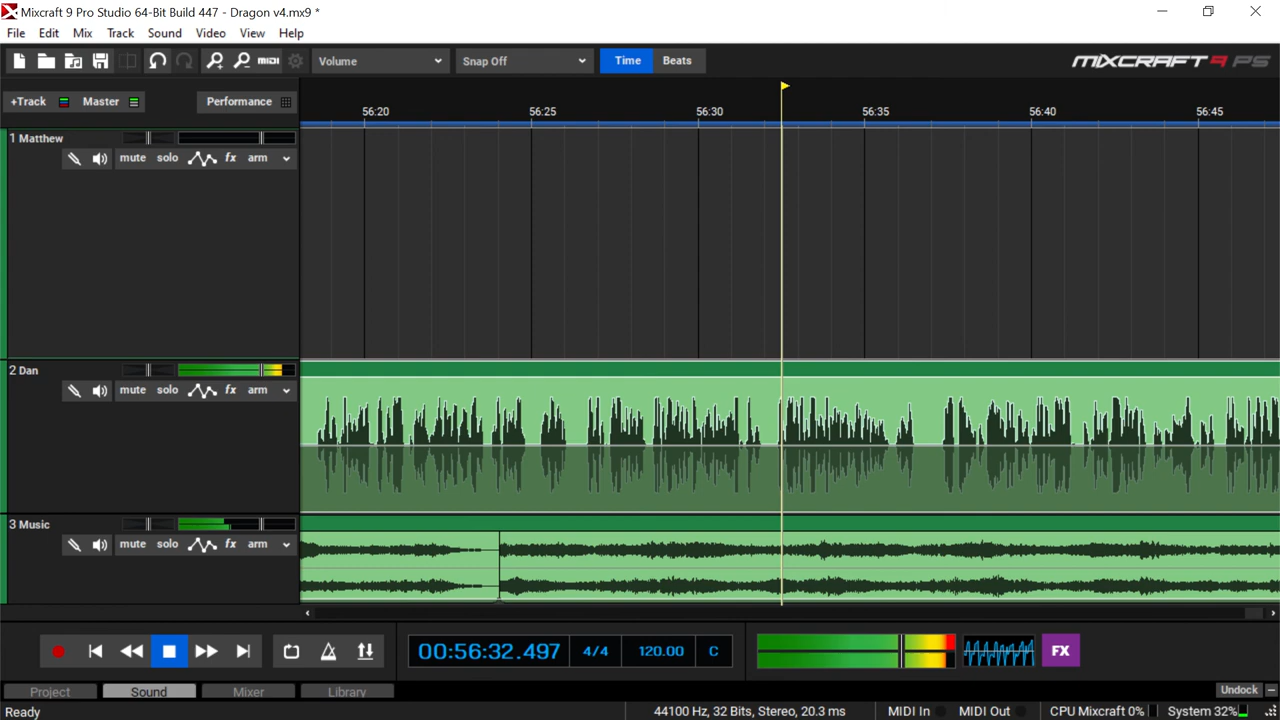 Mixcraft 9 Pro Studio 64-Bit Build 447 - Dragon v4.mx9 *
File Edit Mix Track Sound Video View Help
MIDI Volume Snap Off Time Beats MIXCRAFT 9 PS
+Track Master Performance
56:20 56:25 56:30 56:35 56:40 56:45
1 Matthew
mute solo fx arm
2 Dan
mute solo fx arm
3 Music
mute solo fx arm
00:56:32.497 4/4 120.00 C FX
Project Sound Mixer Library Undock
Ready 44100 Hz, 32 Bits, Stereo, 20.3 ms MIDI In MIDI Out CPU Mixcraft 0% System 32%